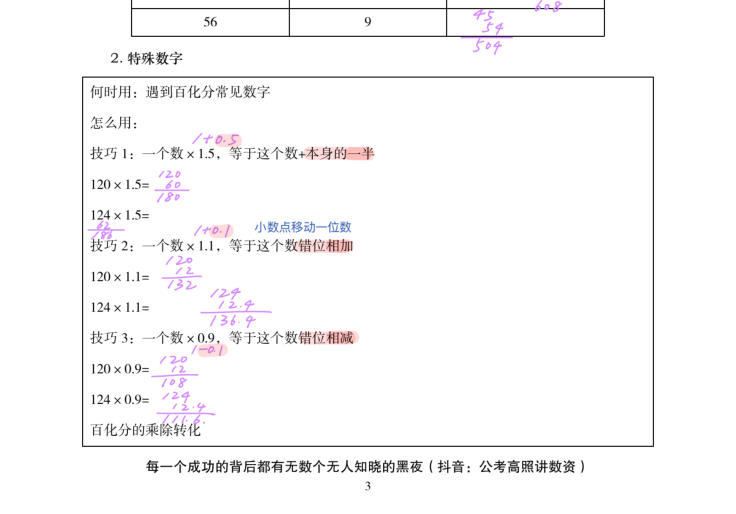 608
56 9 45
54
504
2. 特殊数字
何时用：遇到百化分常见数字
怎么用：
1+0.5
技巧 1：一个数×1.5，等于这个数+本身的一半
120
120×1.5= 60
180
124×1.5=
62
186
1+0.1 小数点移动一位数
技巧 2：一个数×1.1，等于这个数错位相加
120
120×1.1= 12
132
124
124×1.1= 12.4
136.4
技巧 3：一个数×0.9，等于这个数错位相减
1-0.1
120
120×0.9= 12
108
124×0.9= 124
12.4
111.6.
百化分的乘除转化
每一个成功的背后都有无数个无人知晓的黑夜（抖音：公考高照讲数资）
3